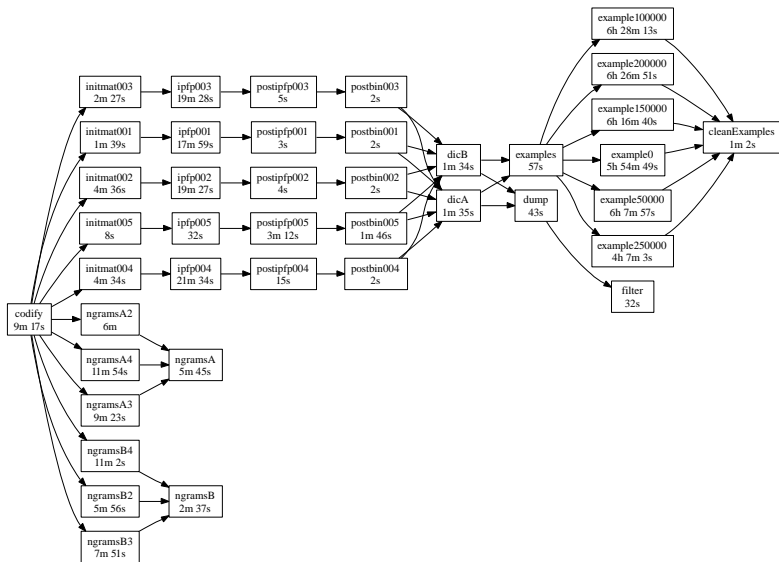 example100000
6h 28m 13s
example200000
6h 26m 51s
initmat003
2m 27s
ipfp003
19m 28s
postipfp003
5s
postbin003
2s
example150000
6h 16m 40s
initmat001
1m 39s
ipfp001
17m 59s
postipfp001
3s
postbin001
2s
cleanExamples
1m 2s
dicB
1m 34s
examples
57s
example0
5h 54m 49s
initmat002
4m 36s
ipfp002
19m 27s
postipfp002
4s
postbin002
2s
dicA
1m 35s
dump
43s
example50000
6h 7m 57s
initmat005
8s
ipfp005
32s
postipfp005
3m 12s
postbin005
1m 46s
example250000
4h 7m 3s
initmat004
4m 34s
ipfp004
21m 34s
postipfp004
15s
postbin004
2s
filter
32s
codify
9m 17s
ngramsA2
6m
ngramsA4
11m 54s
ngramsA
5m 45s
ngramsA3
9m 23s
ngramsB4
11m 2s
ngramsB2
5m 56s
ngramsB
2m 37s
ngramsB3
7m 51s